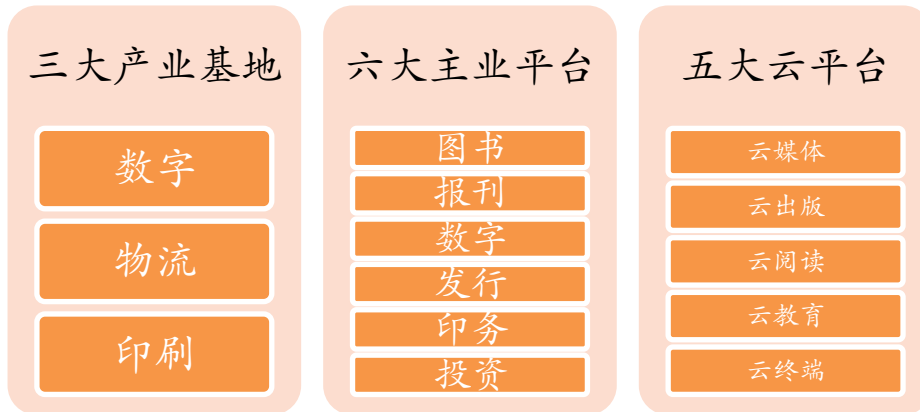 三大产业基地
数字
物流
印刷
六大主业平台
图书
报刊
数字
发行
印务
投资
五大云平台
云媒体
云出版
云阅读
云教育
云终端